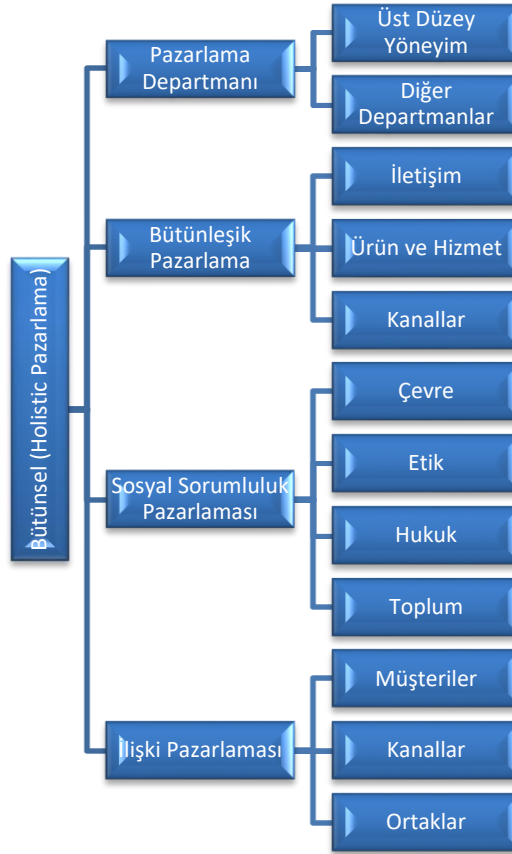 Bütünsel (Holistic Pazarlama)
Pazarlama
Departmanı
Üst Düzey
Yöneyim
Diğer
Departmanlar
Bütünleşik
Pazarlama
İletişim
Ürün ve Hizmet
Kanallar
Sosyal Sorumluluk
Pazarlaması
Çevre
Etik
Hukuk
Toplum
İlişki Pazarlaması
Müşteriler
Kanallar
Ortaklar